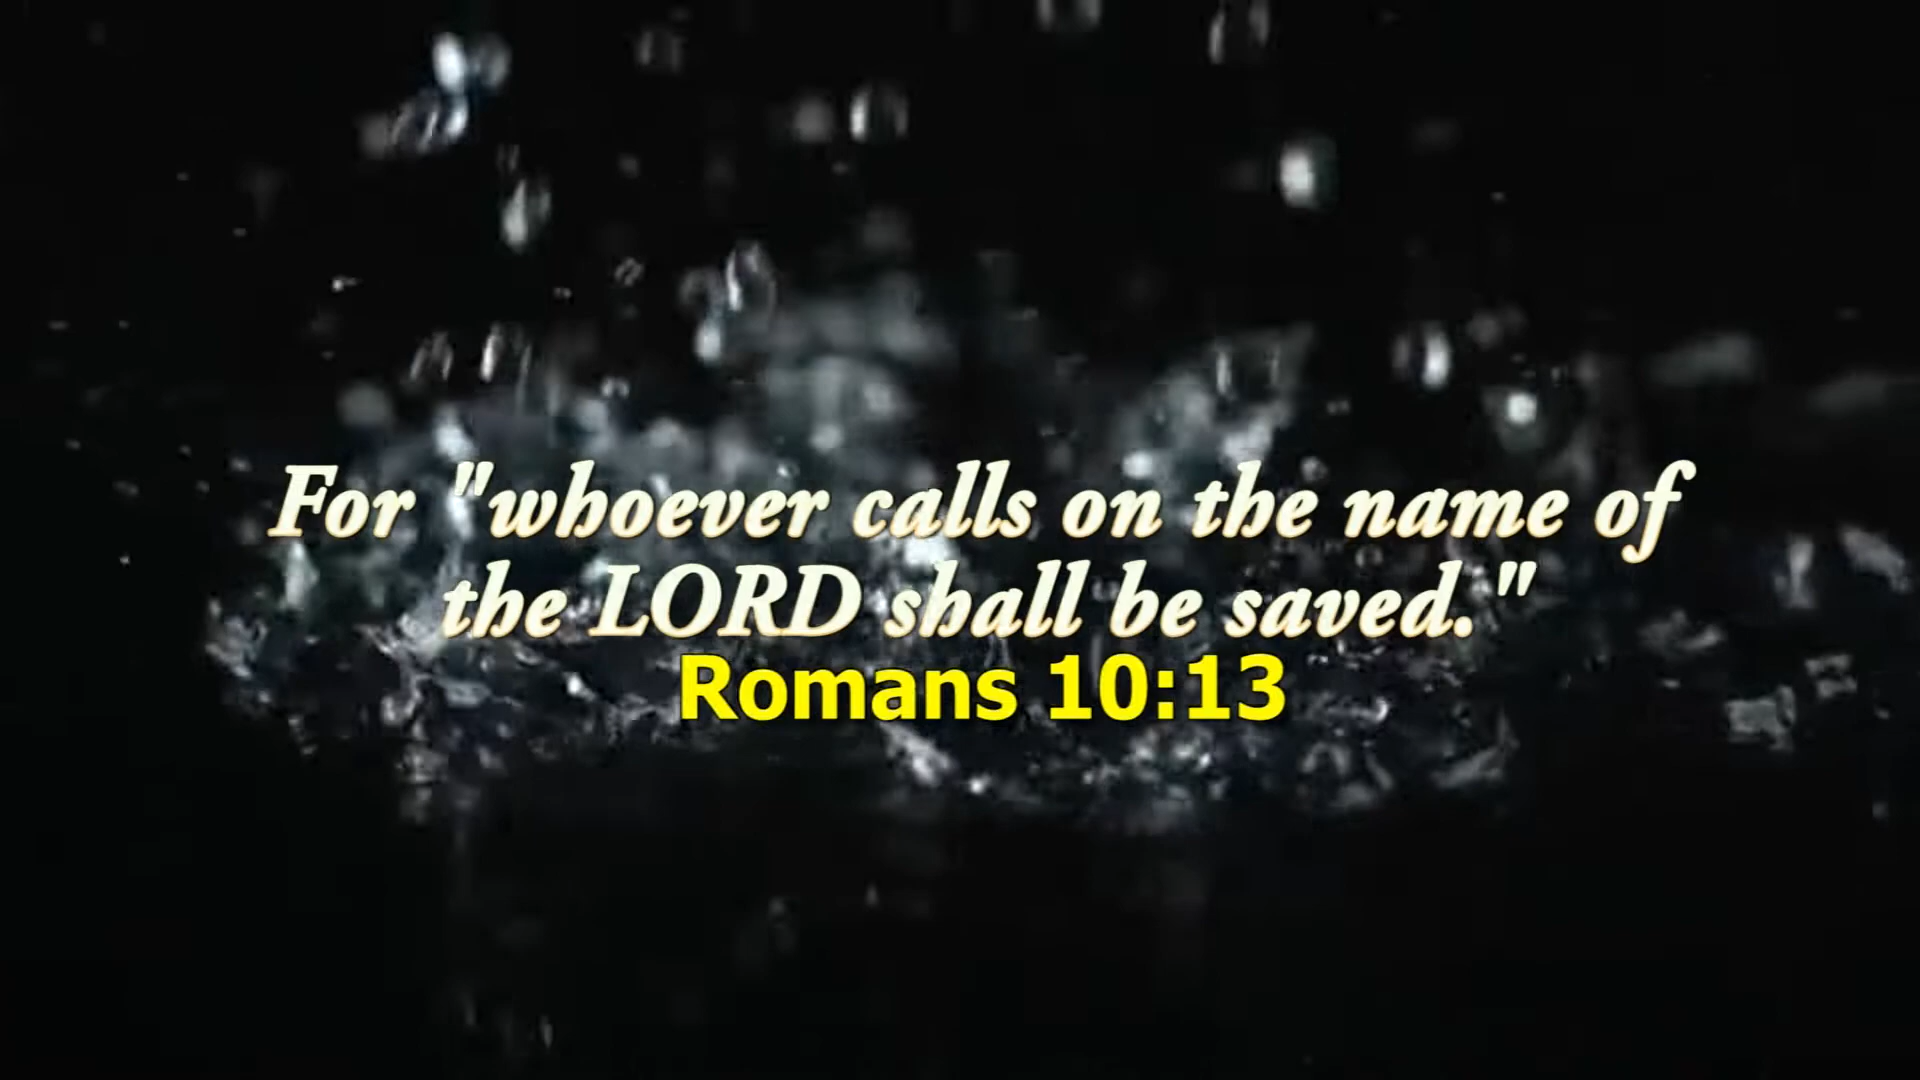 For "whoever calls on the name of
the LORD shall be saved."
Romans 10:13